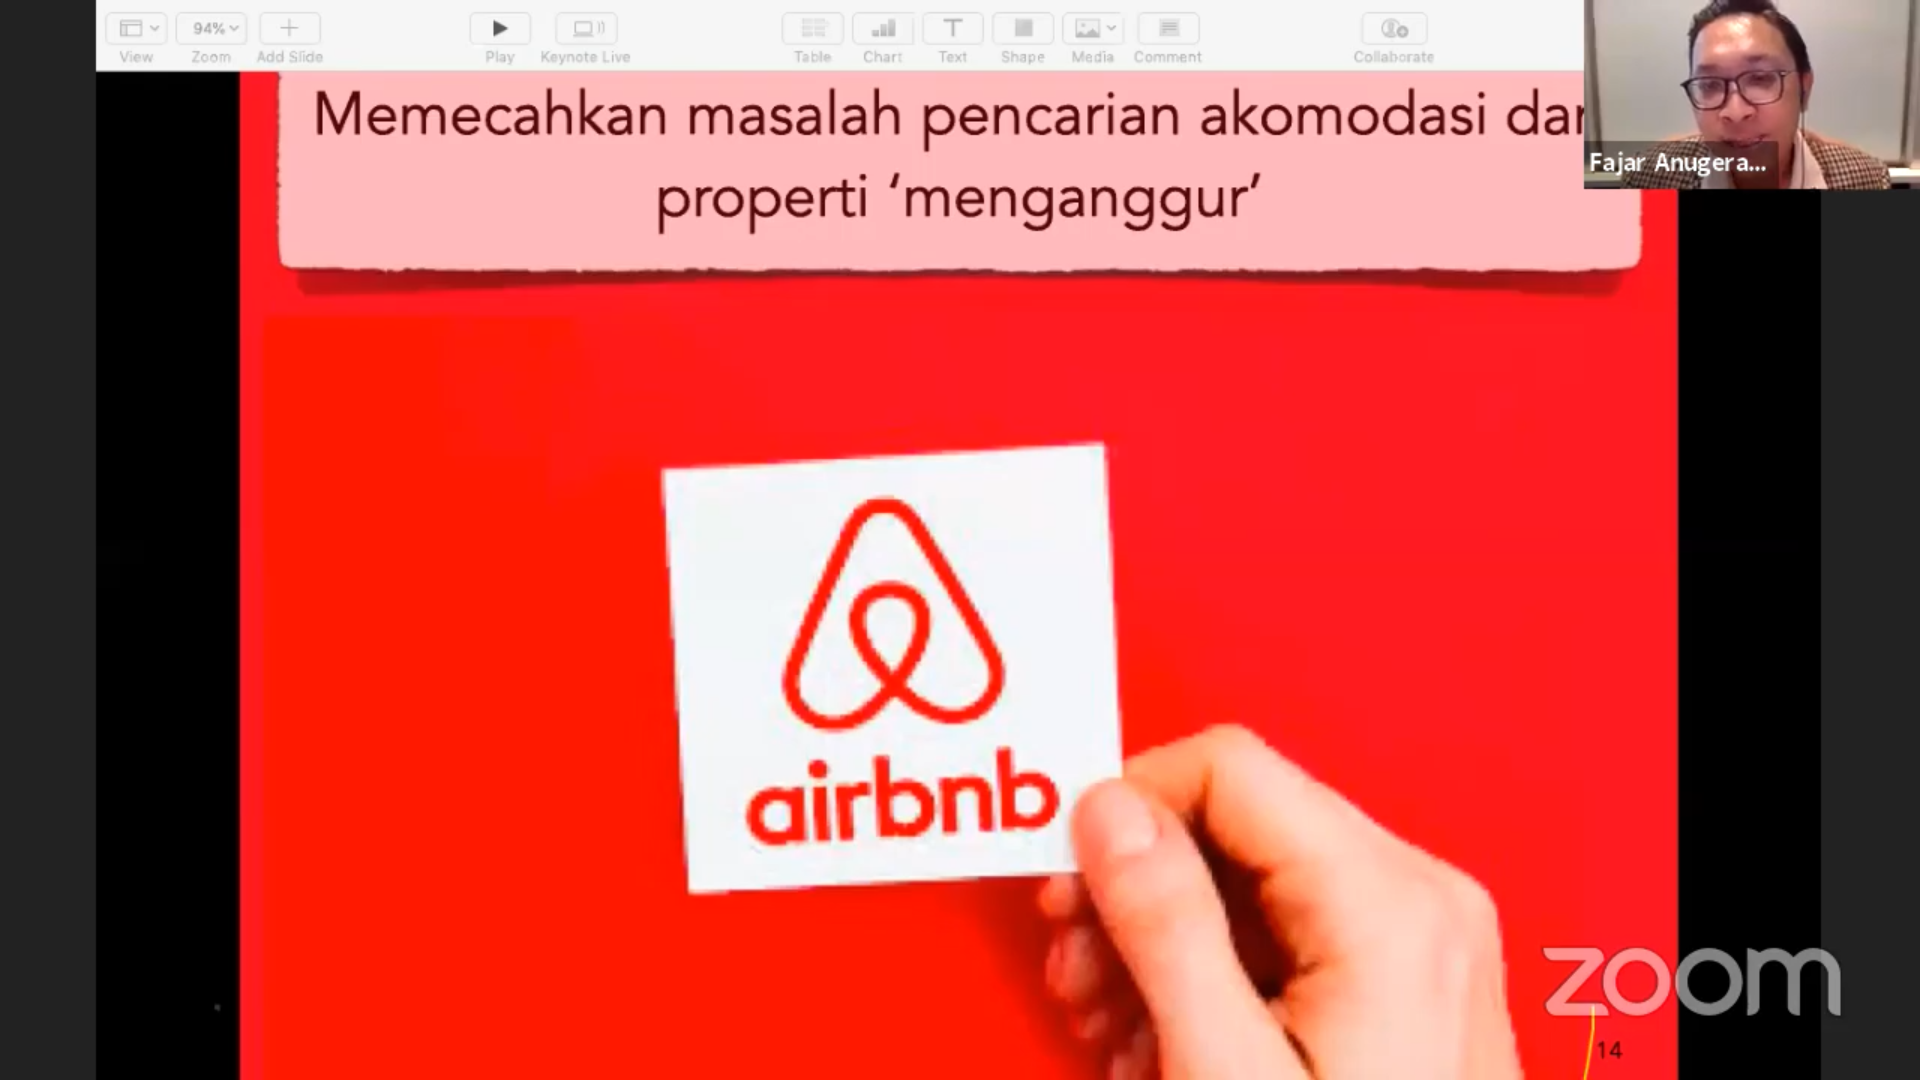 94%
View
Zoom
Add Slide
Play
Keynote Live
Table
Chart
Text
Shape
Media
Comment
Collaborate
Memecahkan masalah pencarian akomodasi dan
properti ‘menganggur’
Fajar Anugera...
airbnb
zoom
14